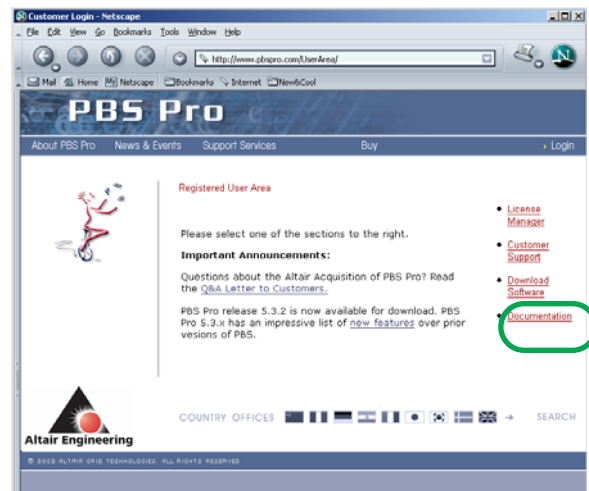 Customer Login - Netscape
File Edit View Go Bookmarks Tools Window Help
http://www.pbspro.com/UserArea/
Mail Home My Netscape Bookmarks Internet New&Cool
PBS Pro
About PBS Pro News & Events Support Services Buy Login
Registered User Area
Please select one of the sections to the right.
Important Announcements:
Questions about the Altair Acquisition of PBS Pro? Read
the Q&A Letter to Customers.
PBS Pro release 5.3.2 is now available for download. PBS
Pro 5.3.x has an impressive list of new features over prior
vesions of PBS.
License
Manager
Customer
Support
Download
Software
Documentation
Altair Engineering
COUNTRY OFFICES SEARCH
© 2003 ALTAIR GRID TECHNOLOGIES. ALL RIGHTS RESERVED